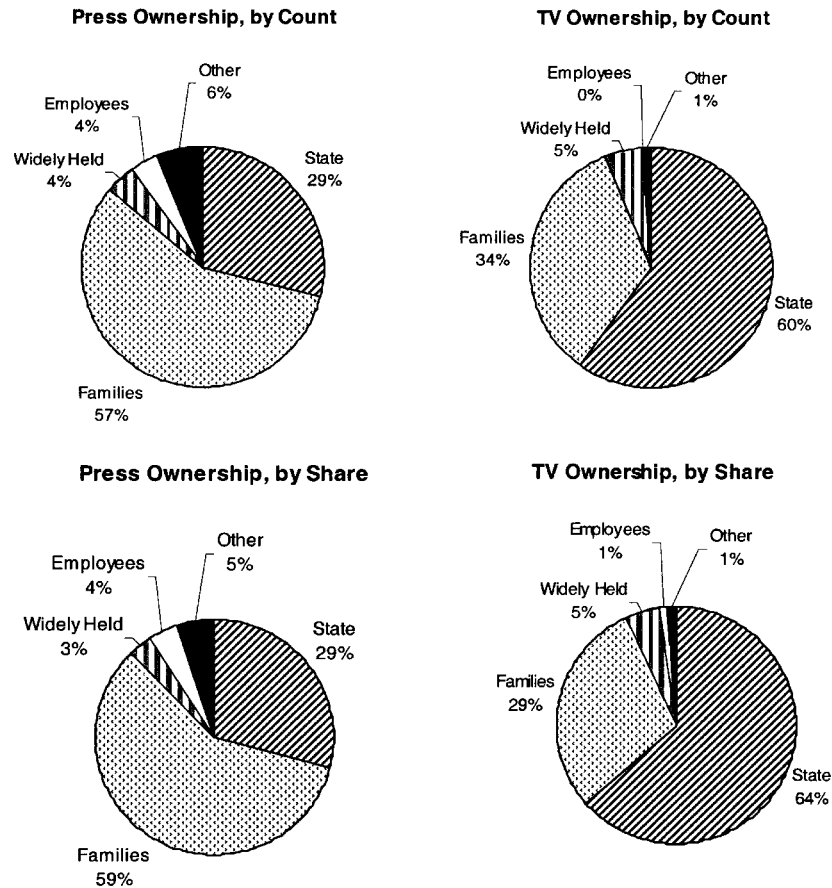 Press Ownership, by Count
Other
6%
Employees
4%
Widely Held
4%
State
29%
Families
57%
TV Ownership, by Count
Employees
0%
Other
1%
Widely Held
5%
Families
34%
State
60%
Press Ownership, by Share
Other
5%
Employees
4%
Widely Held
3%
State
29%
Families
59%
TV Ownership, by Share
Employees
1%
Other
1%
Widely Held
5%
Families
29%
State
64%